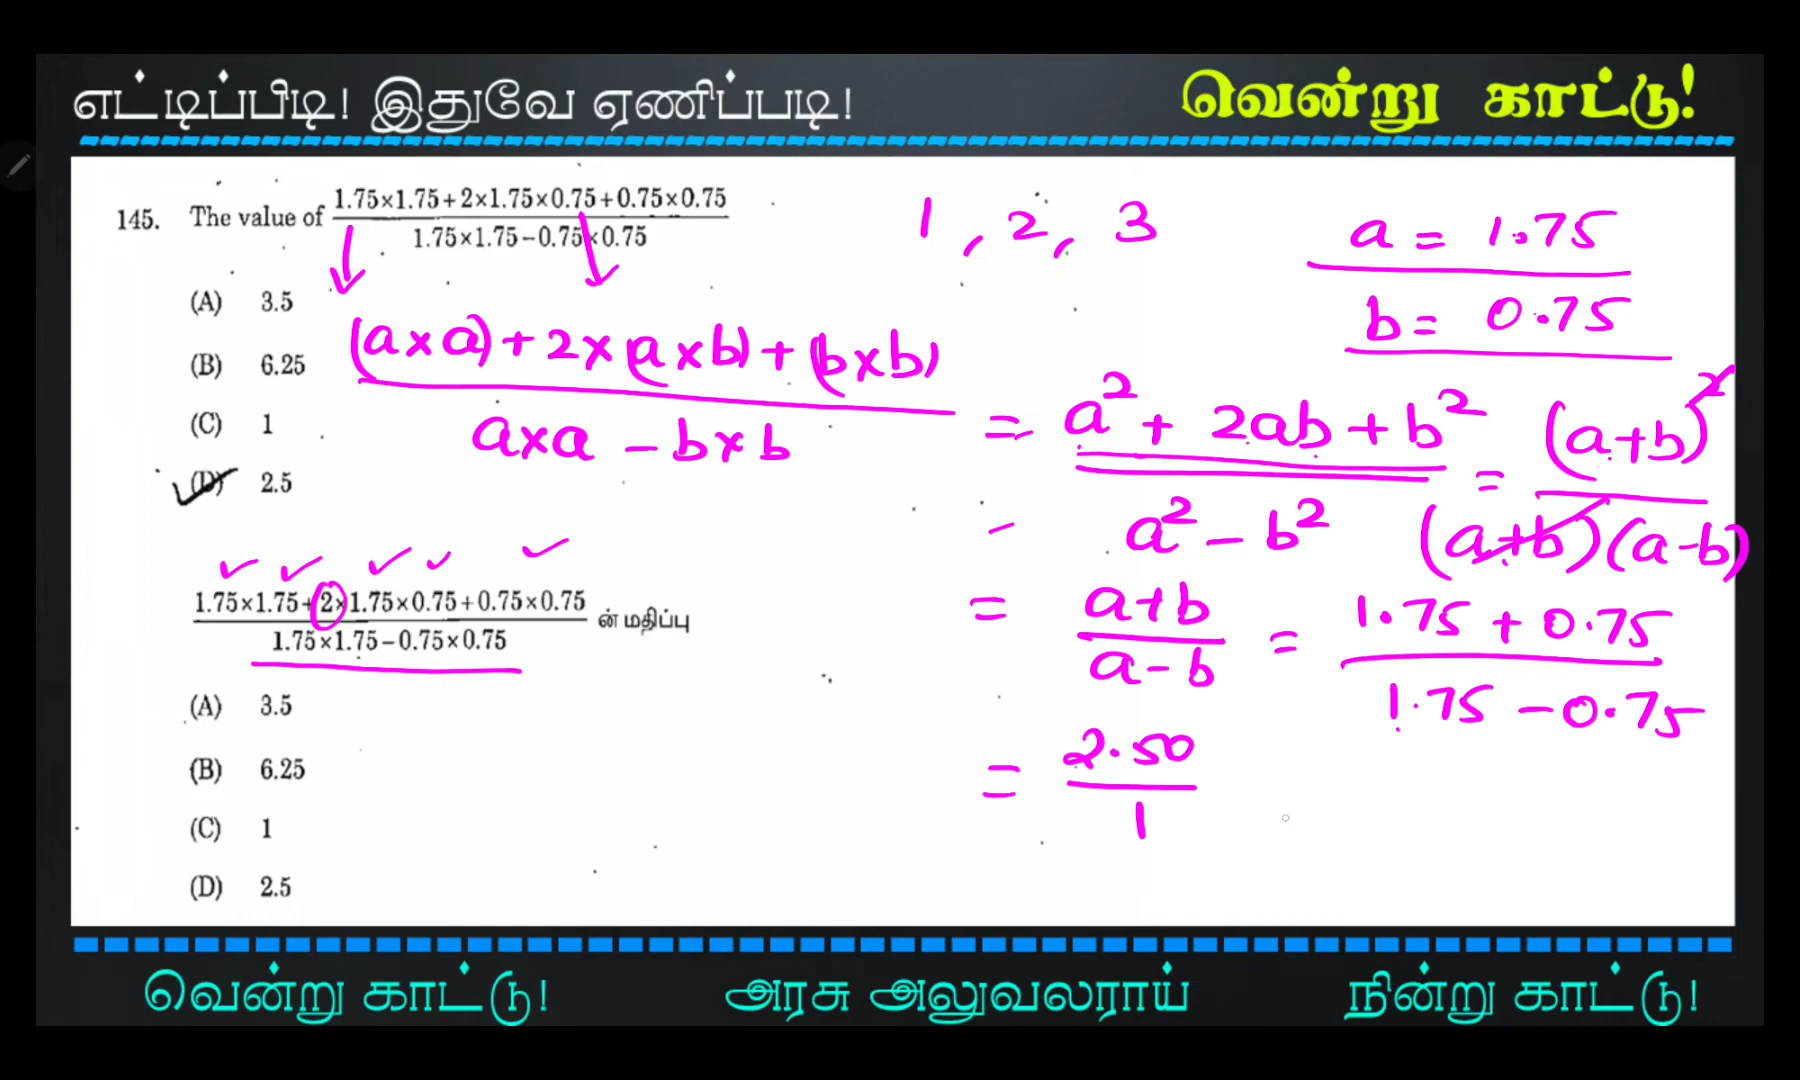 எட்டிப்பிடி! இதுவே ஏணிப்படி!
வென்று காட்டு!
145. The value of 1.75×1.75+2×1.75×0.75+0.75×0.75
1.75×1.75−0.75×0.75
(A) 3.5
(B) 6.25
(C) 1
(D) 2.5
1.75×1.75+2×1.75×0.75+0.75×0.75
1.75×1.75−0.75×0.75
ன் மதிப்பு
(A) 3.5
(B) 6.25
(C) 1
(D) 2.5
1, 2, 3
a = 1.75
b = 0.75
(a×a)+2×(a×b)+(b×b)
a×a − b×b
= a²+2ab+b²
a²−b²
= (a+b)²
(a+b)(a-b)
= a+b
a-b
= 1.75+0.75
1.75−0.75
= 2.50
1
வென்று காட்டு!
அரசு அலுவலராய்
நின்று காட்டு!